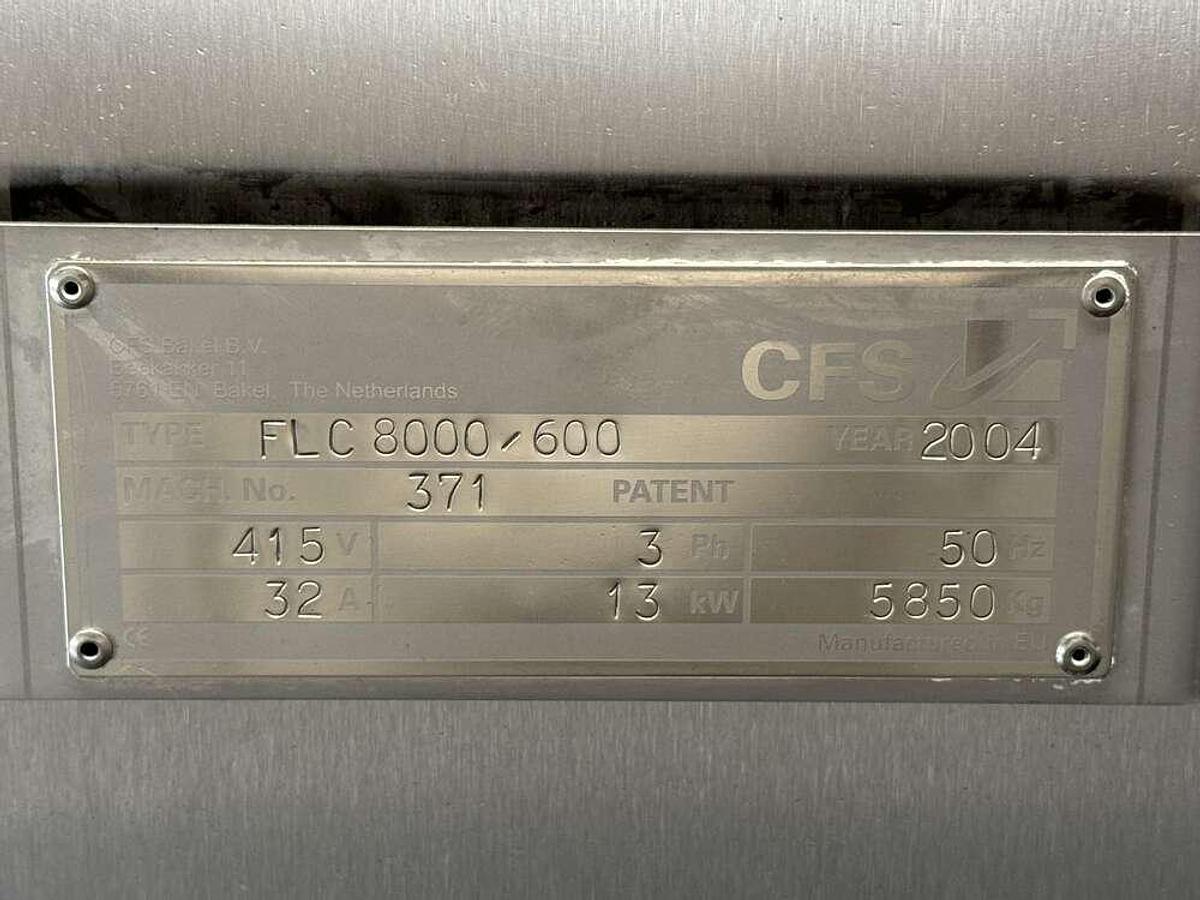 CFS Bakel B.V.
Beekakker 11
5761 EN Bakel, The Netherlands
CFS
TYPE FLC 8000/600 YEAR 2004
MACH. No. 371 PATENT
415 V 3 Ph 50 Hz
32 A 13 kW 5850 Kg
CE Manufactured in EU